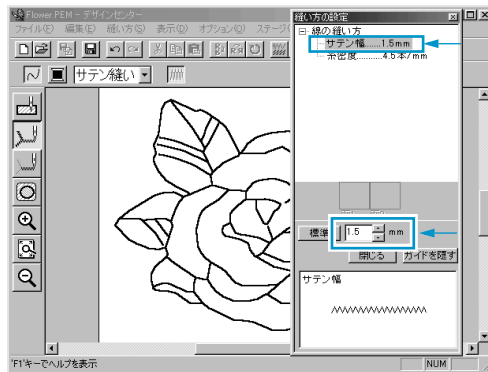 Flower PEM - デザインセンター
ファイル(F) 編集(E) 縫い方(S) 表示(D) オプション(O) ステージ(
サテン縫い
縫い方の設定
線の縫い方
サテン幅......1.5mm
糸密度..........4.5本/mm
標準
1.5 mm
閉じる ガイドを隠す
サテン幅
'F1'キーでヘルプを表示
NUM